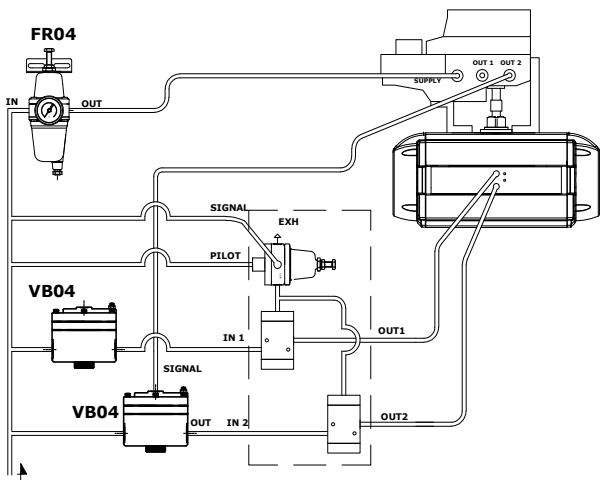 FR04
OUT 1
OUT 2
SUPPLY
IN
OUT
SIGNAL
EXH
PILOT
VB04
IN 1
OUT1
SIGNAL
VB04
OUT
IN 2
OUT2